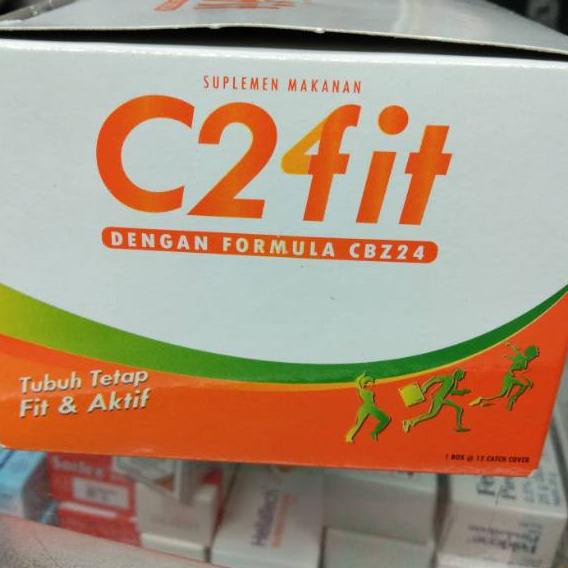 SUPLEMEN MAKANAN
C24fit
DENGAN FORMULA CBZ24
Tubuh Tetap
Fit & Aktif
1 BOX @ 12 CATCH COVER